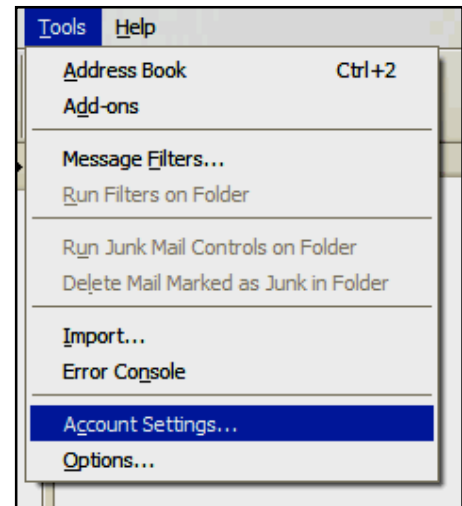 Tools Help
Address Book Ctrl+2
Add-ons
Message Filters...
Run Filters on Folder
Run Junk Mail Controls on Folder
Delete Mail Marked as Junk in Folder
Import...
Error Console
Account Settings...
Options...